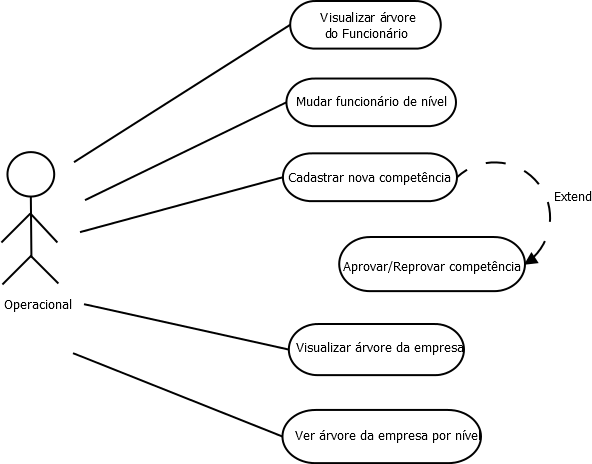 Visualizar árvore
do Funcionário
Mudar funcionário de nível
Cadastrar nova competência
Extend
Aprovar/Reprovar competência
Operacional
Visualizar árvore da empresa
Ver árvore da empresa por nível